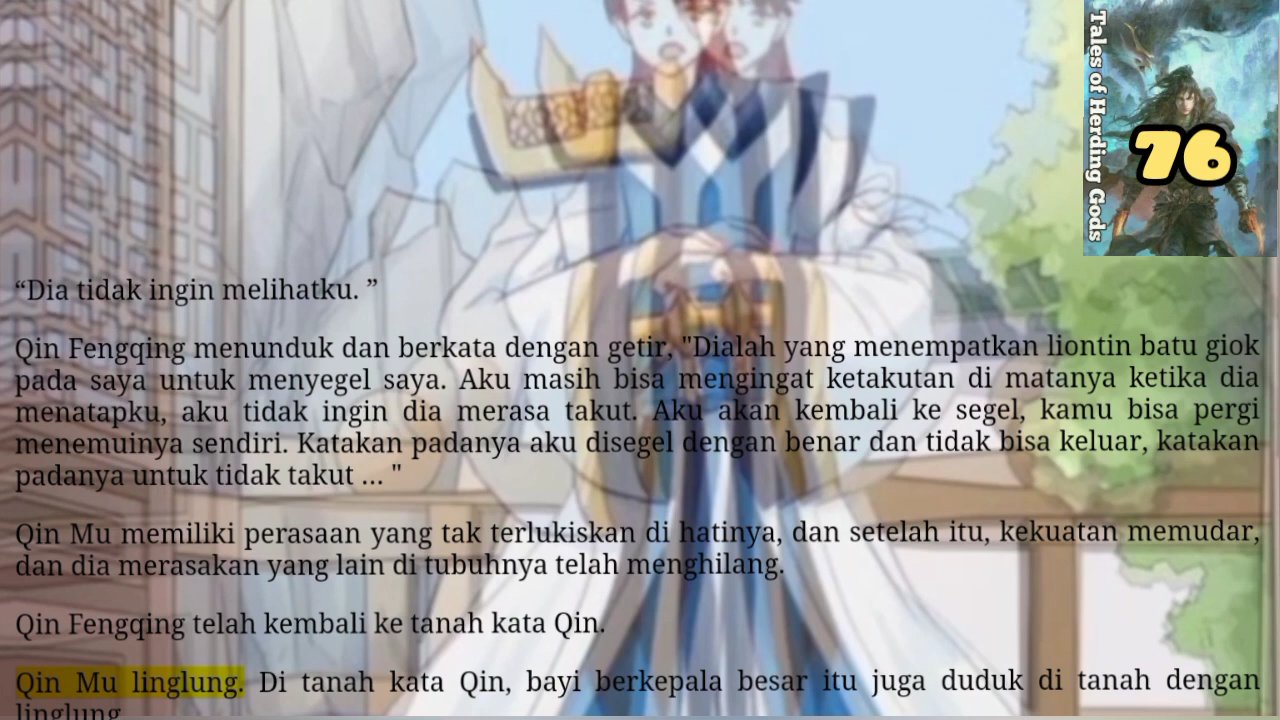 Tales of Herding Gods
76
“Dia tidak ingin melihatku. ”
Qin Fengqing menunduk dan berkata dengan getir, "Dialah yang menempatkan liontin batu giok
pada saya untuk menyegel saya. Aku masih bisa mengingat ketakutan di matanya ketika dia
menatapku, aku tidak ingin dia merasa takut. Aku akan kembali ke segel, kamu bisa pergi
menemuinya sendiri. Katakan padanya aku disegel dengan benar dan tidak bisa keluar, katakan
padanya untuk tidak takut ... "
Qin Mu memiliki perasaan yang tak terlukiskan di hatinya, dan setelah itu, kekuatan memudar,
dan dia merasakan yang lain di tubuhnya telah menghilang.
Qin Fengqing telah kembali ke tanah kata Qin.
Qin Mu linglung. Di tanah kata Qin, bayi berkepala besar itu juga duduk di tanah dengan
linglung